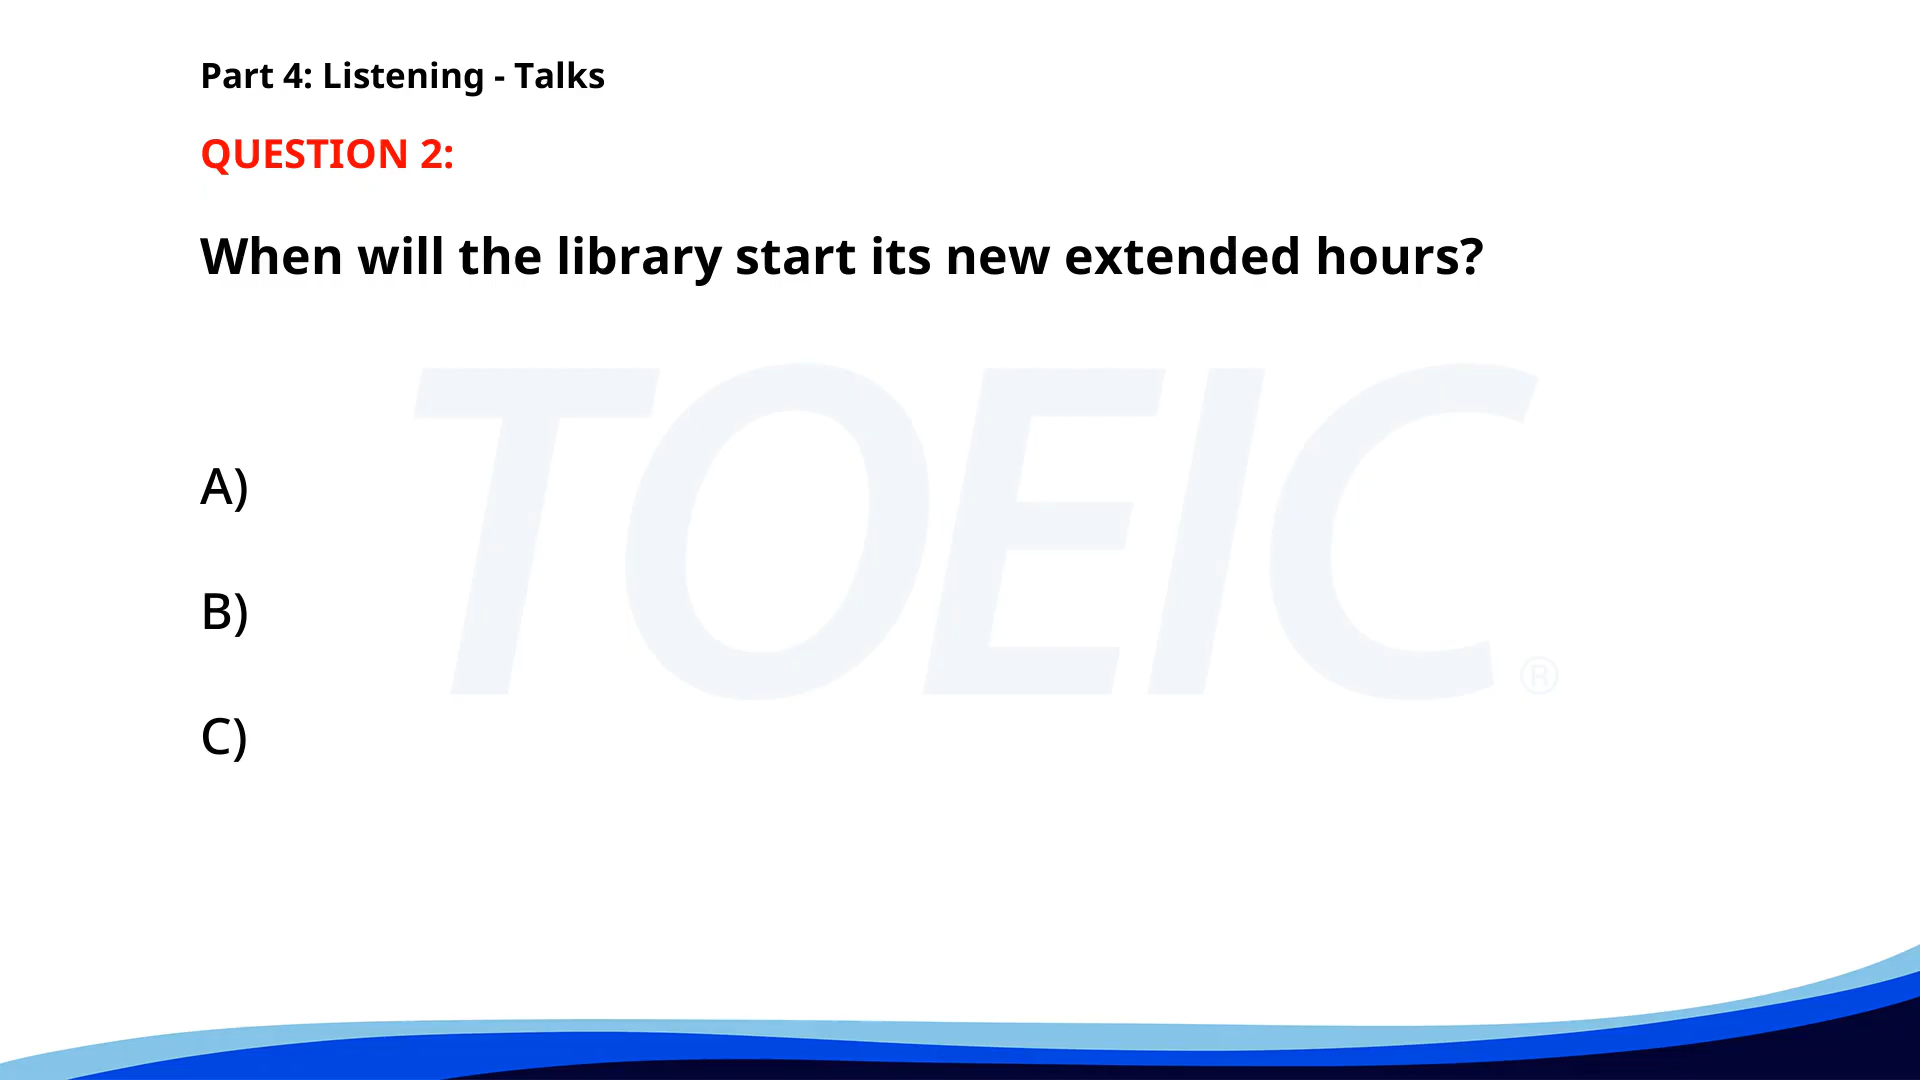 Part 4: Listening - Talks
QUESTION 2:
When will the library start its new extended hours?
TOEIC®
A)
B)
C)